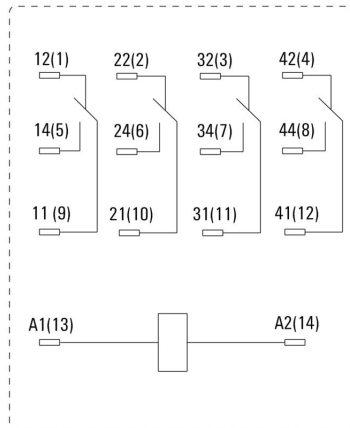 12(1) 22(2) 32(3) 42(4)
14(5) 24(6) 34(7) 44(8)
11 (9) 21(10) 31(11) 41(12)
A1(13) A2(14)